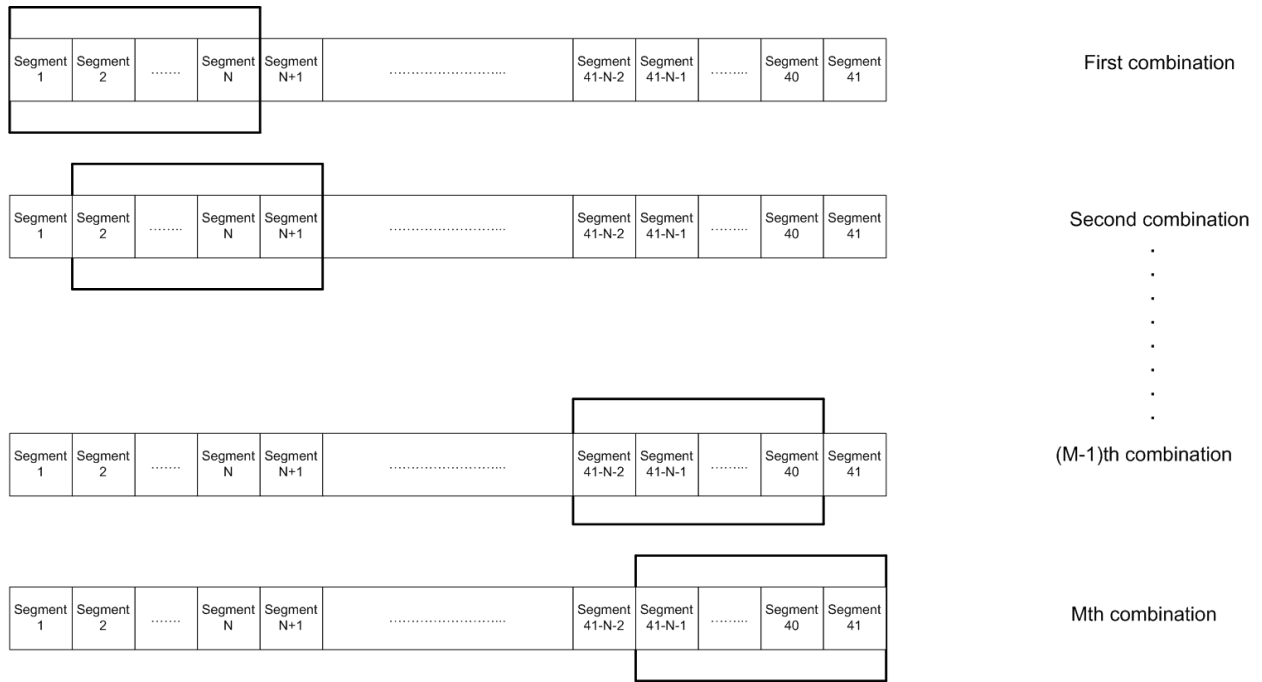 Segment 1 Segment 2 ....... Segment N Segment N+1 .......................... Segment 41-N-2 Segment 41-N-1 ......... Segment 40 Segment 41 First combination
Segment 1 Segment 2 ........ Segment N Segment N+1 .......................... Segment 41-N-2 Segment 41-N-1 ......... Segment 40 Segment 41 Second combination
.
.
.
.
.
.
.
.
Segment 1 Segment 2 ....... Segment N Segment N+1 .......................... Segment 41-N-2 Segment 41-N-1 ......... Segment 40 Segment 41 (M-1)th combination
Segment 1 Segment 2 ....... Segment N Segment N+1 .......................... Segment 41-N-2 Segment 41-N-1 ......... Segment 40 Segment 41 Mth combination